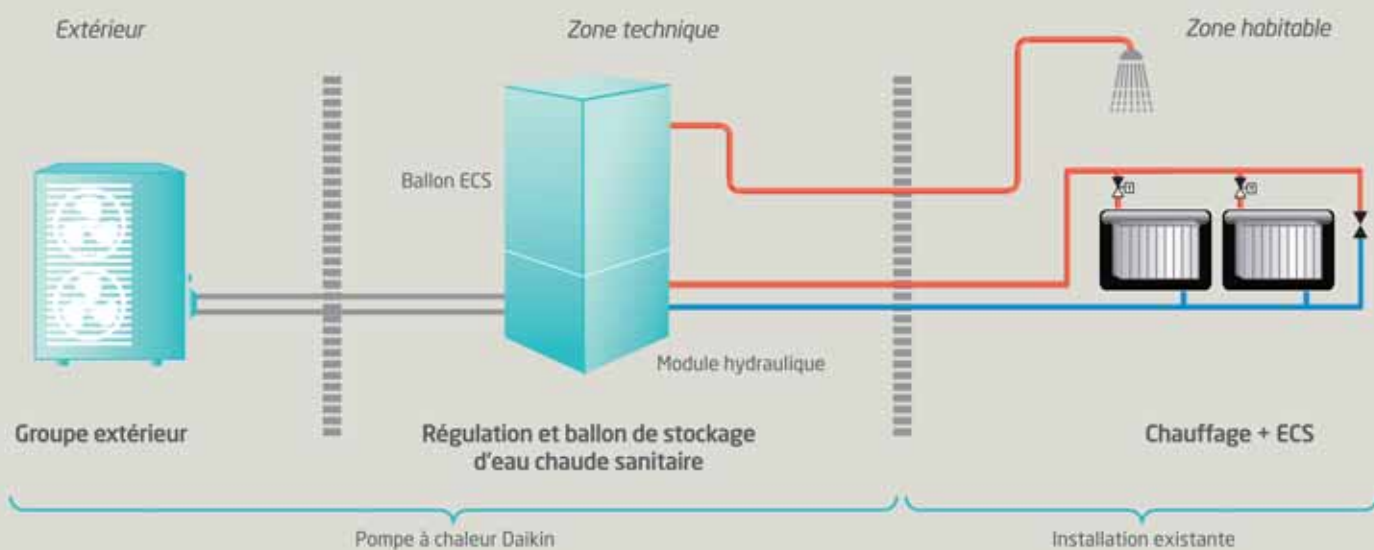 Extérieur
Zone technique
Zone habitable
Ballon ECS
Module hydraulique
Groupe extérieur
Régulation et ballon de stockage
d'eau chaude sanitaire
Chauffage + ECS
Pompe à chaleur Daikin
Installation existante